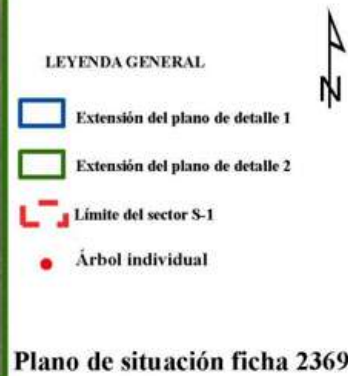 N
LEYENDA GENERAL
Extensión del plano de detalle 1
Extensión del plano de detalle 2
Límite del sector S-1
Árbol individual
Plano de situación ficha 2369